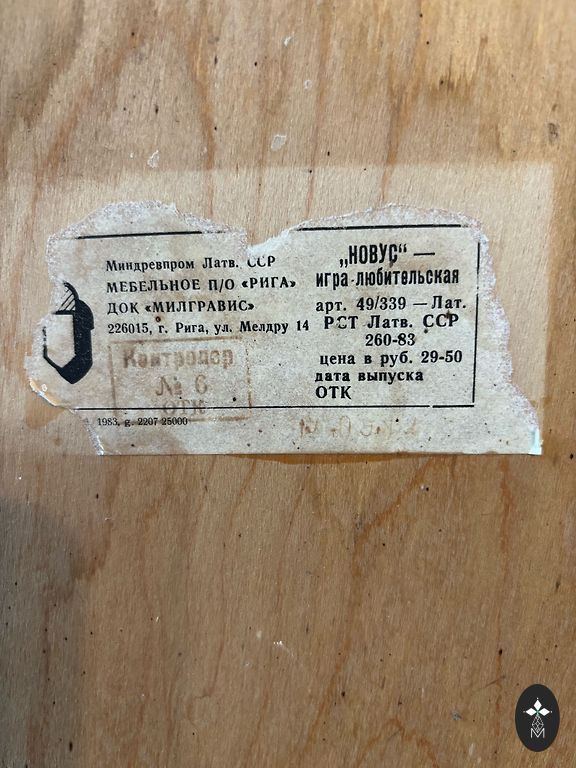 Миндревпром Латв. ССР
МЕБЕЛЬНОЕ П/О «РИГА»
ДОК «МИЛГРАВИС»
226015, г. Рига, ул. Мелдру 14
Контролер
№ 6
ОТК
1983. g. 2207 25000
„НОВУС“ —
игра-любительская
арт. 49/339 — Лат.
РСТ Латв. ССР
260-83
цена в руб. 29-50
дата выпуска
ОТК